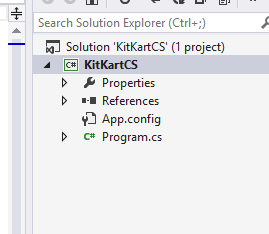 Search Solution Explorer (Ctrl+;)
Solution 'KitKartCS' (1 project)
C# KitKartCS
Properties
References
App.config
C# Program.cs